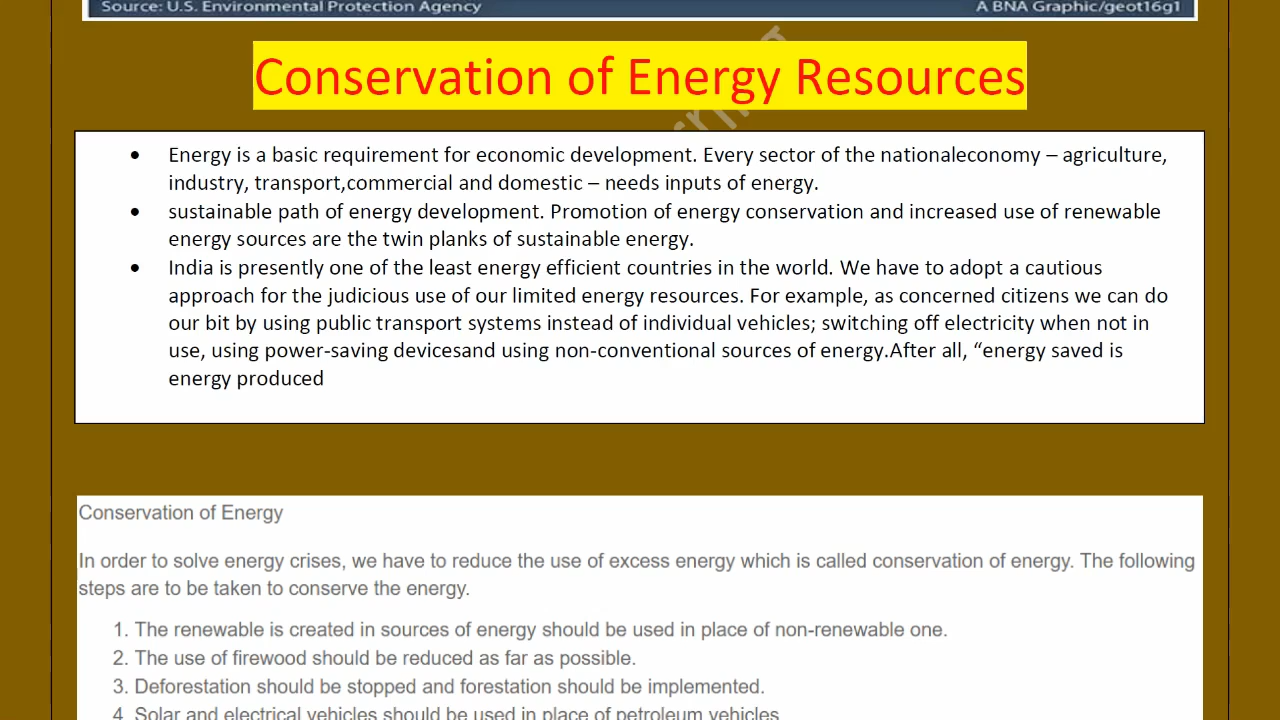 Source: U.S. Environmental Protection Agency A BNA Graphic/geot16g1
Conservation of Energy Resources
• Energy is a basic requirement for economic development. Every sector of the nationaleconomy – agriculture,
industry, transport,commercial and domestic – needs inputs of energy.
• sustainable path of energy development. Promotion of energy conservation and increased use of renewable
energy sources are the twin planks of sustainable energy.
• India is presently one of the least energy efficient countries in the world. We have to adopt a cautious
approach for the judicious use of our limited energy resources. For example, as concerned citizens we can do
our bit by using public transport systems instead of individual vehicles; switching off electricity when not in
use, using power-saving devicesand using non-conventional sources of energy.After all, “energy saved is
energy produced
Conservation of Energy
In order to solve energy crises, we have to reduce the use of excess energy which is called conservation of energy. The following
steps are to be taken to conserve the energy.
1. The renewable is created in sources of energy should be used in place of non-renewable one.
2. The use of firewood should be reduced as far as possible.
3. Deforestation should be stopped and forestation should be implemented.
4. Solar and electrical vehicles should be used in place of petroleum vehicles